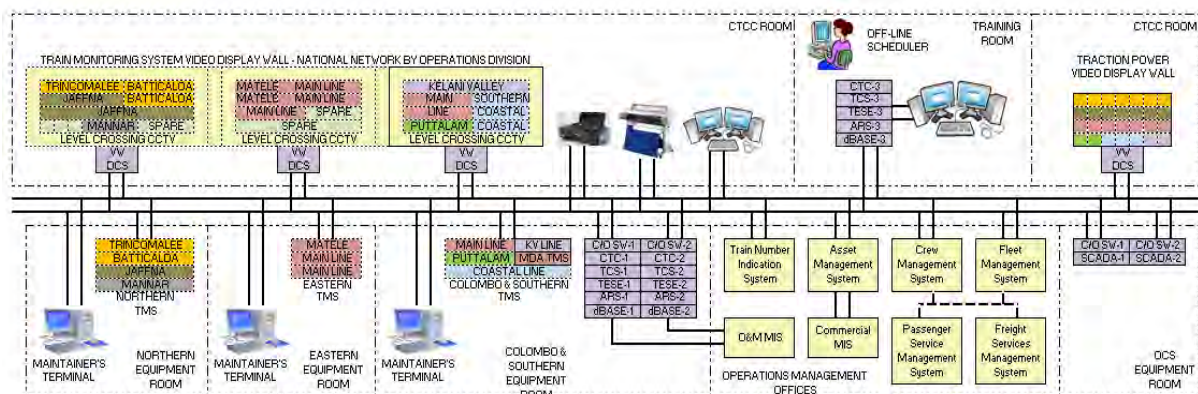 CTCC ROOM
OFF-LINE
SCHEDULER
TRAINING
ROOM
CTCC ROOM
TRAIN MONITORING SYSTEM VIDEO DISPLAY WALL - NATIONAL NETWORK BY OPERATIONS DIVISION
TRINCOMALEE BATTICALOA
JAFFNA BATTICALOA
JAFFNA
MANNAR SPARE
LEVEL CROSSING CCTV
VW
DCS
MATELE MAIN LINE
MATELE MAIN LINE
MAIN LINE SPARE
SPARE
LEVEL CROSSING CCTV
VW
DCS
KELANI VALLEY
MAIN SOUTHERN
LINE COASTAL
PUTTALAM COASTAL
LEVEL CROSSING CCTV
VW
DCS
CTC-3
TCS-3
TESE-3
ARS-3
dBASE-3
TRACTION POWER
VIDEO DISPLAY WALL
VW
DCS
TRINCOMALEE
BATTICALOA
JAFFNA
MANNAR
NORTHERN
TMS
MAINTAINER'S
TERMINAL
NORTHERN
EQUIPMENT
ROOM
MATELE
MAIN LINE
MAIN LINE
EASTERN
TMS
MAINTAINER'S
TERMINAL
EASTERN
EQUIPMENT
ROOM
MAIN LINE KV LINE
PUTTALAM MDA TMS
COASTAL LINE
COLOMBO & SOUTHERN
TMS
MAINTAINER'S
TERMINAL
COLOMBO &
SOUTHERN
EQUIPMENT
ROOM
C/O SW-1 C/O SW-2
CTC-1 CTC-2
TCS-1 TCS-2
TESE-1 TESE-2
ARS-1 ARS-2
dBASE-1 dBASE-2
Train Number
Indication
System
Asset
Management
System
Crew
Management
System
Fleet
Management
System
O&M MIS
Commercial
MIS
Passenger
Service
Management
System
Freight
Services
Management
System
OPERATIONS MANAGEMENT
OFFICES
C/O SW-1 C/O SW-2
SCADA-1 SCADA-2
OCS
EQUIPMENT
ROOM